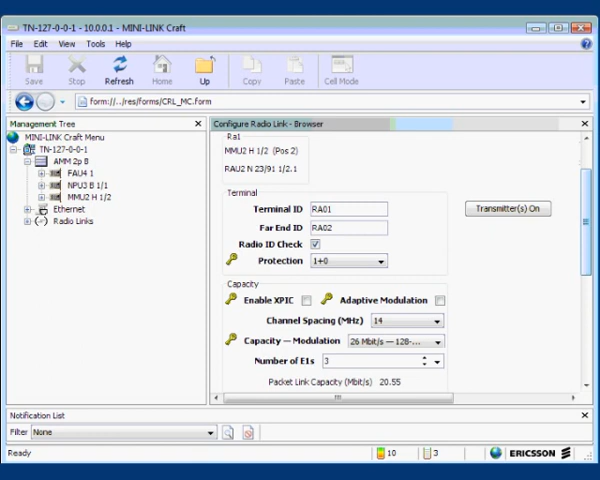 TN-127-0-0-1 - 10.0.0.1 - MINI-LINK Craft
File Edit View Tools Help
Save Stop Refresh Home Up Copy Paste Cell Mode
form://../res/forms/CRL_MC.form
Management Tree
Configure Radio Link - Browser
MINI-LINK Craft Menu
TN-127-0-0-1
AMM 2p B
FAU4 1
NPU3 B 1/1
MMU2 H 1/2
Ethernet
Radio Links
Ra1
MMU2 H 1/2 (Pos 2)
RAU2 N 23/91 1/2.1
Terminal
Terminal ID RA01
Transmitter(s) On
Far End ID RA02
Radio ID Check
Protection 1+0
Capacity
Enable XPIC Adaptive Modulation
Channel Spacing (MHz) 14
Capacity — Modulation 26 Mbit/s — 128-...
Number of E1s 3
Packet Link Capacity (Mbit/s) 20.55
Notification List
Filter None
Ready 10 3 ERICSSON